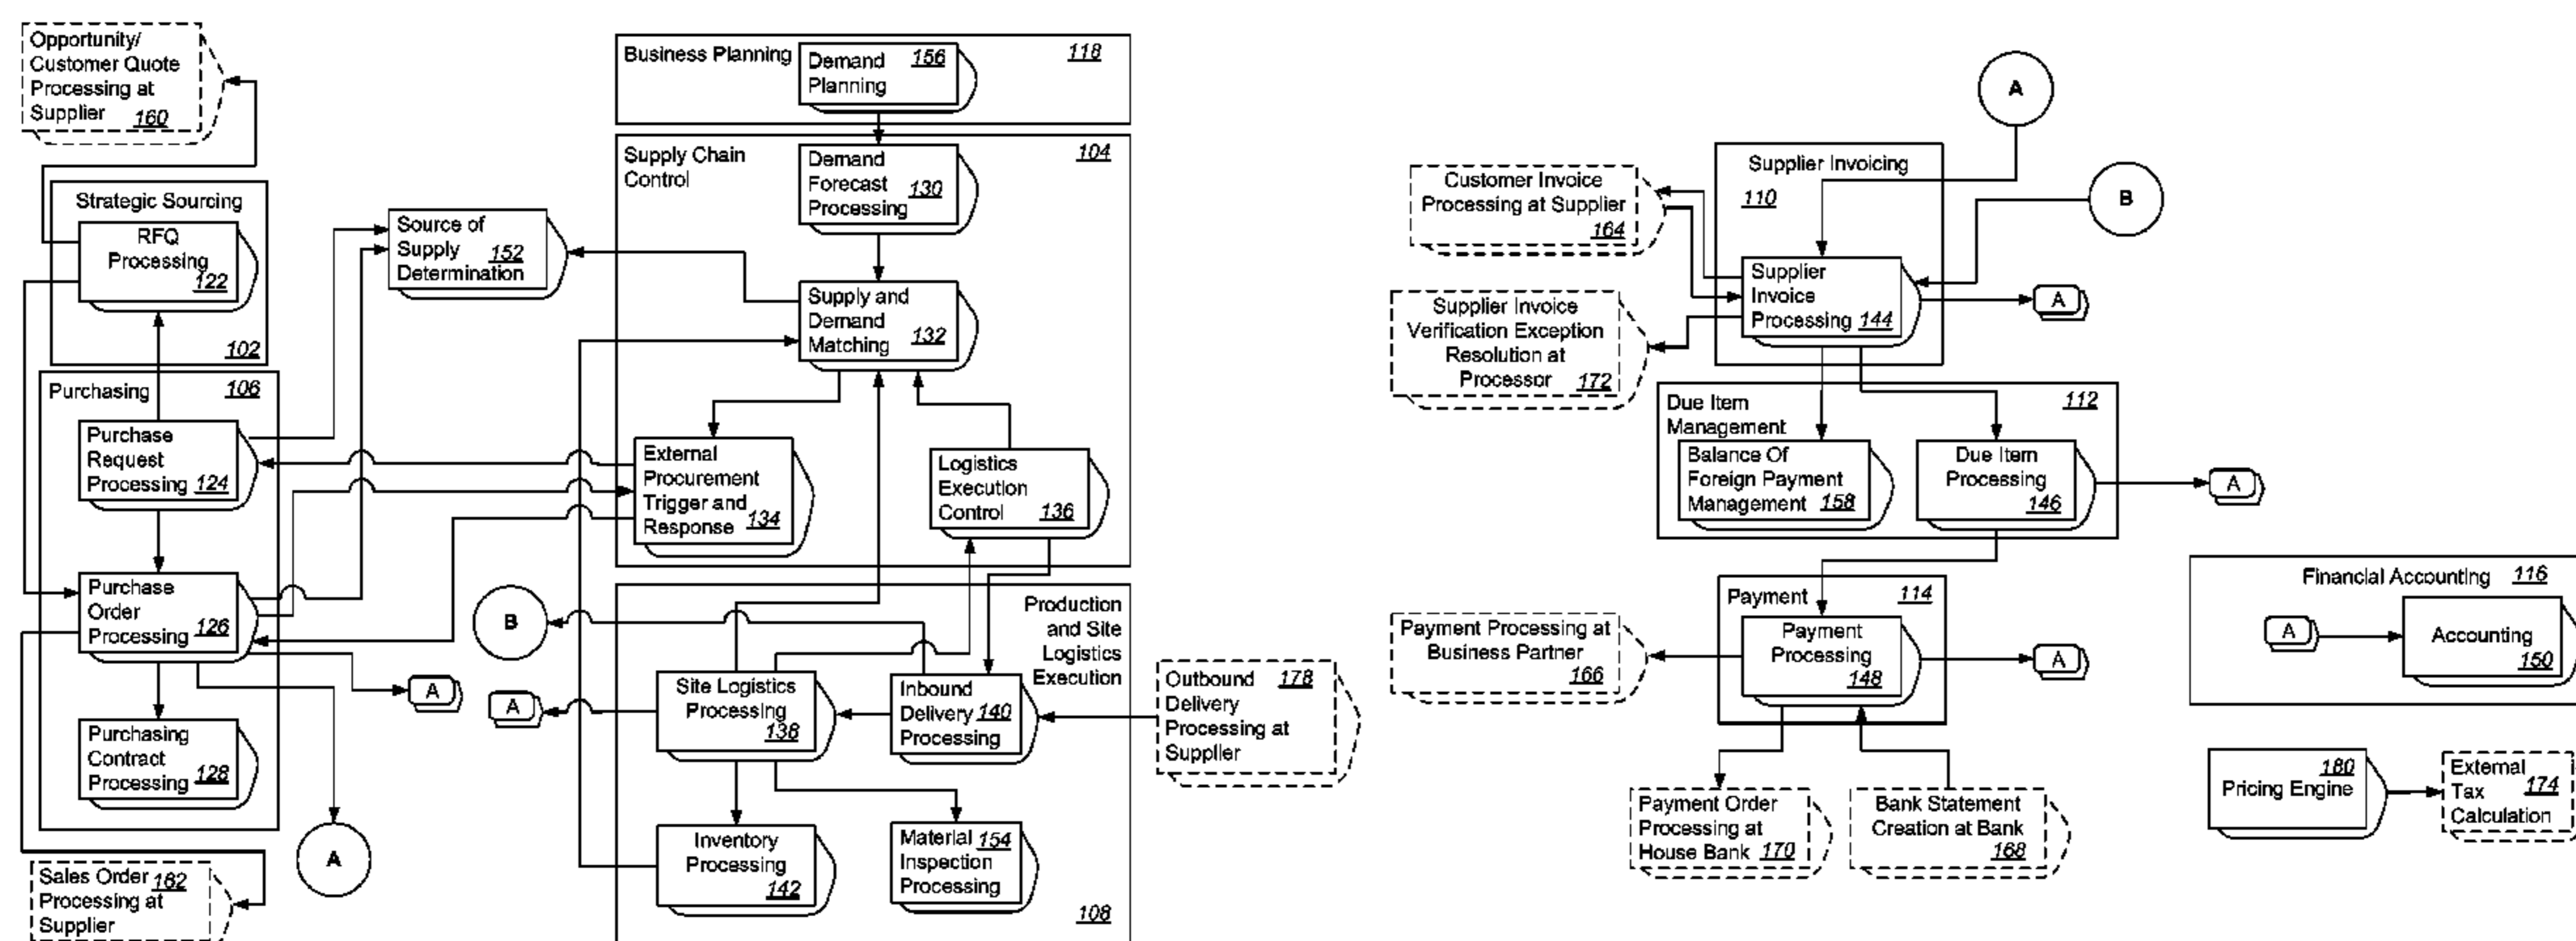 Opportunity/
Customer Quote
Processing at
Supplier 160
Strategic Sourcing
RFQ
Processing
122
102
Purchasing 106
Purchase
Request
Processing 124
Purchase
Order
Processing 126
Purchasing
Contract
Processing 128
Sales Order 162
Processing at
Supplier
A
A
Source of
Supply 152
Determination
Business Planning 118
Demand 156
Planning
Supply Chain 104
Control
Demand
Forecast 130
Processing
Supply and
Demand 132
Matching
External
Procurement
Trigger and
Response 134
Logistics
Execution
Control 136
B
A
Production
and Site
Logistics
Execution
Site Logistics
Processing
138
Inbound
Delivery 140
Processing
Inventory
Processing
142
Material 154
Inspection
Processing
108
Outbound 178
Delivery
Processing at
Supplier
A
B
Supplier Invoicing
110
Customer Invoice
Processing at Supplier
164
Supplier
Invoice
Processing 144
A
Supplier Invoice
Verification Exception
Resolution at
Processor 172
Due Item 112
Management
Balance Of
Foreign Payment
Management 158
Due Item
Processing
146
A
Payment 114
Payment
Processing
148
A
Payment Processing at
Business Partner
166
Payment Order
Processing at
House Bank 170
Bank Statement
Creation at Bank
168
Financial Accounting 116
A
Accounting
150
180
Pricing Engine
External
Tax 174
Calculation